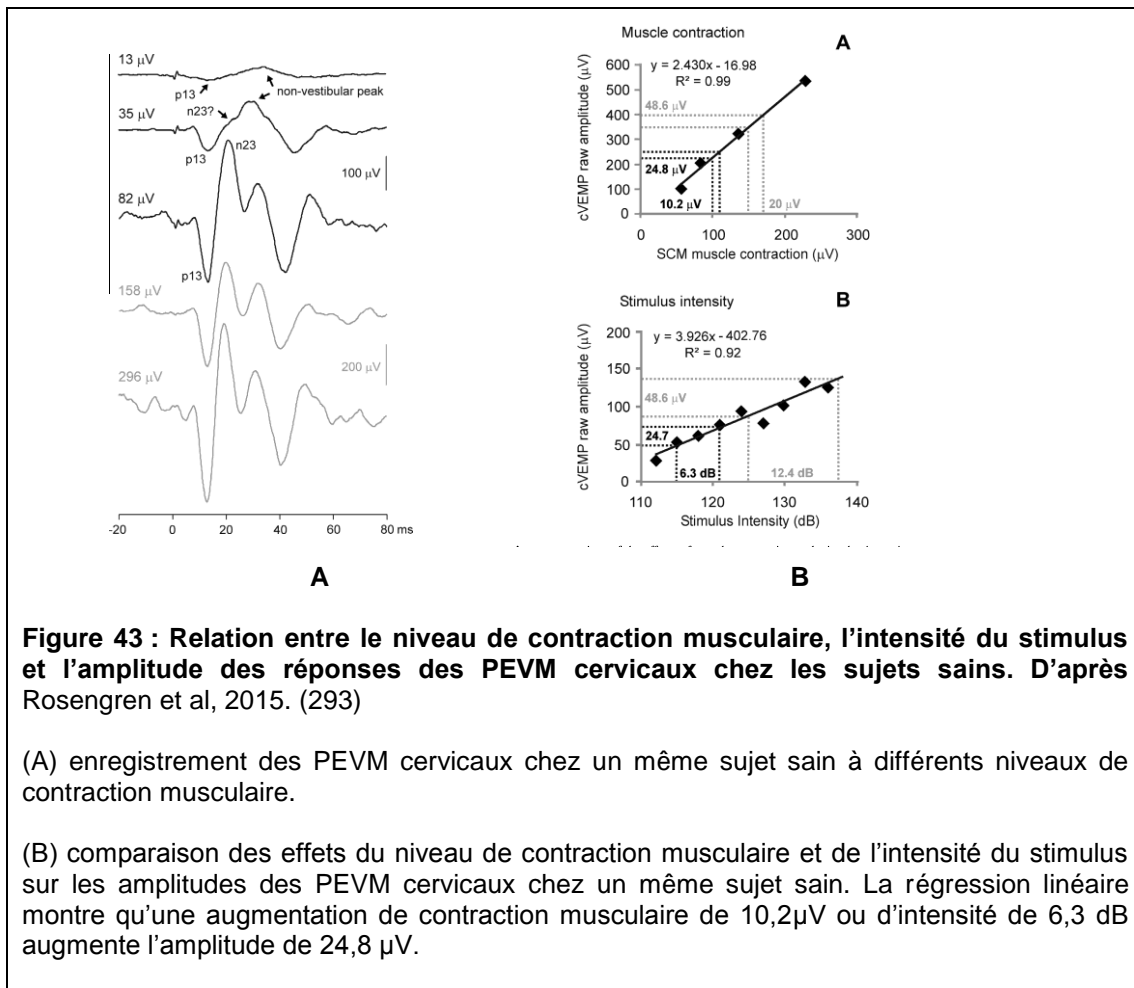 13 µV
p13
non-vestibular peak
n23?
35 µV
p13
n23
100 µV
82 µV
p13
158 µV
200 µV
296 µV
-20 0 20 40 60 80 ms
A
Muscle contraction
A
y = 2.430x - 16.98
R² = 0.99
cVEMP raw amplitude (µV)
600
500
400
300
200
100
0
48.6 µV
24.8 µV
10.2 µV
20 µV
0 100 200 300
SCM muscle contraction (µV)
Stimulus intensity
B
y = 3.926x - 402.76
R² = 0.92
cVEMP raw amplitude (µV)
200
150
100
50
0
48.6 µV
24.7
6.3 dB
12.4 dB
110 120 130 140
Stimulus Intensity (dB)
B
Figure 43 : Relation entre le niveau de contraction musculaire, l’intensité du stimulus
et l’amplitude des réponses des PEVM cervicaux chez les sujets sains. D’après
Rosengren et al, 2015. (293)
(A) enregistrement des PEVM cervicaux chez un même sujet sain à différents niveaux de
contraction musculaire.
(B) comparaison des effets du niveau de contraction musculaire et de l’intensité du stimulus
sur les amplitudes des PEVM cervicaux chez un même sujet sain. La régression linéaire
montre qu’une augmentation de contraction musculaire de 10,2µV ou d’intensité de 6,3 dB
augmente l’amplitude de 24,8 µV.